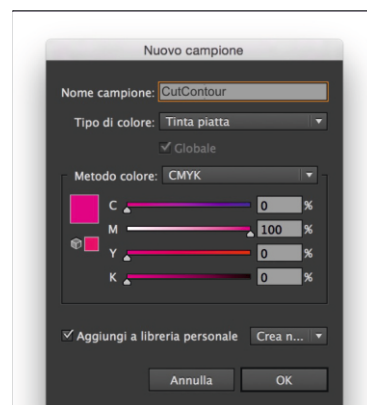 Nuovo campione
Nome campione: CutContour
Tipo di colore: Tinta piatta
Globale
Metodo colore: CMYK
C 0 %
M 100 %
Y 0 %
K 0 %
Aggiungi a libreria personale Crea n...
Annulla OK